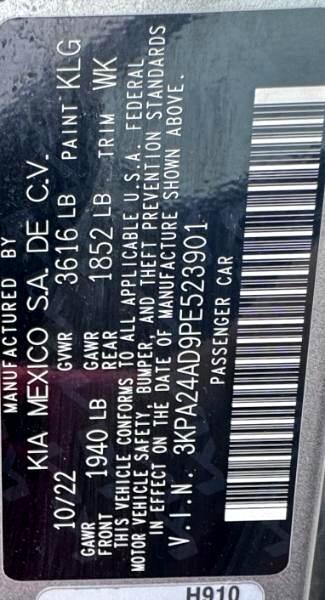 MANUFACTURED BY
KIA MEXICO S.A. DE C.V.
10/22 GVWR 3616 LB PAINT KLG
GAWR FRONT 1940 LB GAWR REAR 1852 LB TRIM WK
THIS VEHICLE CONFORMS TO ALL APPLICABLE U.S.A. FEDERAL
MOTOR VEHICLE SAFETY, BUMPER, AND THEFT PREVENTION STANDARDS
IN EFFECT ON THE DATE OF MANUFACTURE SHOWN ABOVE.
V.I.N. 3KPA24AD9PE523901
PASSENGER CAR
H910